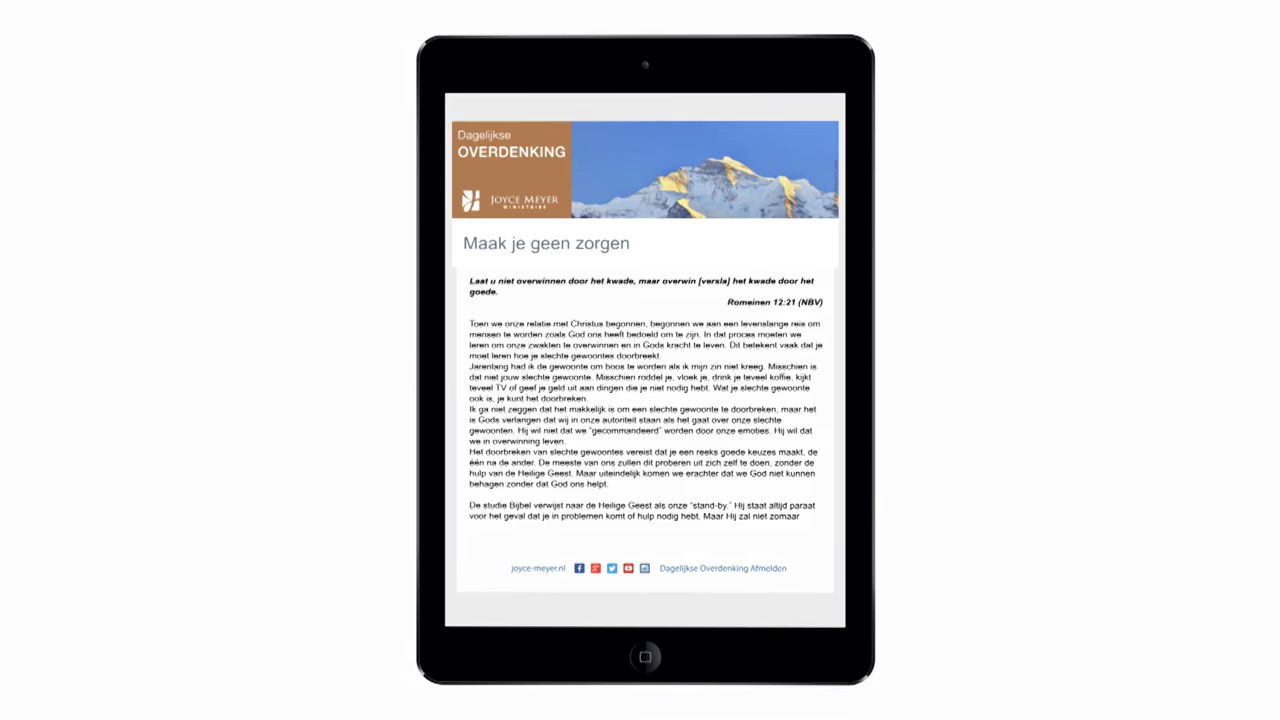 Dagelijkse
OVERDENKING
JOYCE MEYER
MINISTRIES
Maak je geen zorgen
Laat u niet overwinnen door het kwade, maar overwin [versla] het kwade door het
goede.
Romeinen 12:21 (NBV)
Toen we onze relatie met Christus begonnen, begonnen we aan een levenslange reis om
mensen te worden zoals God ons heeft bedoeld om te zijn. In dat proces moeten we
leren om onze zwakten te overwinnen en in Gods kracht te leven. Dit betekent vaak dat je
moet leren hoe je slechte gewoontes doorbreekt.
Jarenlang had ik de gewoonte om boos te worden als ik mijn zin niet kreeg. Misschien is
dat niet jouw slechte gewoonte. Misschien roddel je, vloek je, drink je teveel koffie, kijkt
teveel TV of geef je geld uit aan dingen die je niet nodig hebt. Wat je slechte gewoonte
ook is, je kunt het doorbreken.
Ik ga niet zeggen dat het makkelijk is om een slechte gewoonte te doorbreken, maar het
is Gods verlangen dat wij in onze autoriteit staan als het gaat over onze slechte
gewoonten. Hij wil niet dat we "gecommandeerd" worden door onze emoties. Hij wil dat
we in overwinning leven.
Het doorbreken van slechte gewoontes vereist dat je een reeks goede keuzes maakt, de
één na de ander. De meeste van ons zullen dit proberen uit zich zelf te doen, zonder de
hulp van de Heilige Geest. Maar uiteindelijk komen we erachter dat we God niet kunnen
behagen zonder dat God ons helpt.
De studie Bijbel verwijst naar de Heilige Geest als onze "stand-by." Hij staat altijd paraat
voor het geval dat je in problemen komt of hulp nodig hebt. Maar Hij zal niet zomaar
joyce-meyer.nl Dagelijkse Overdenking Afmelden